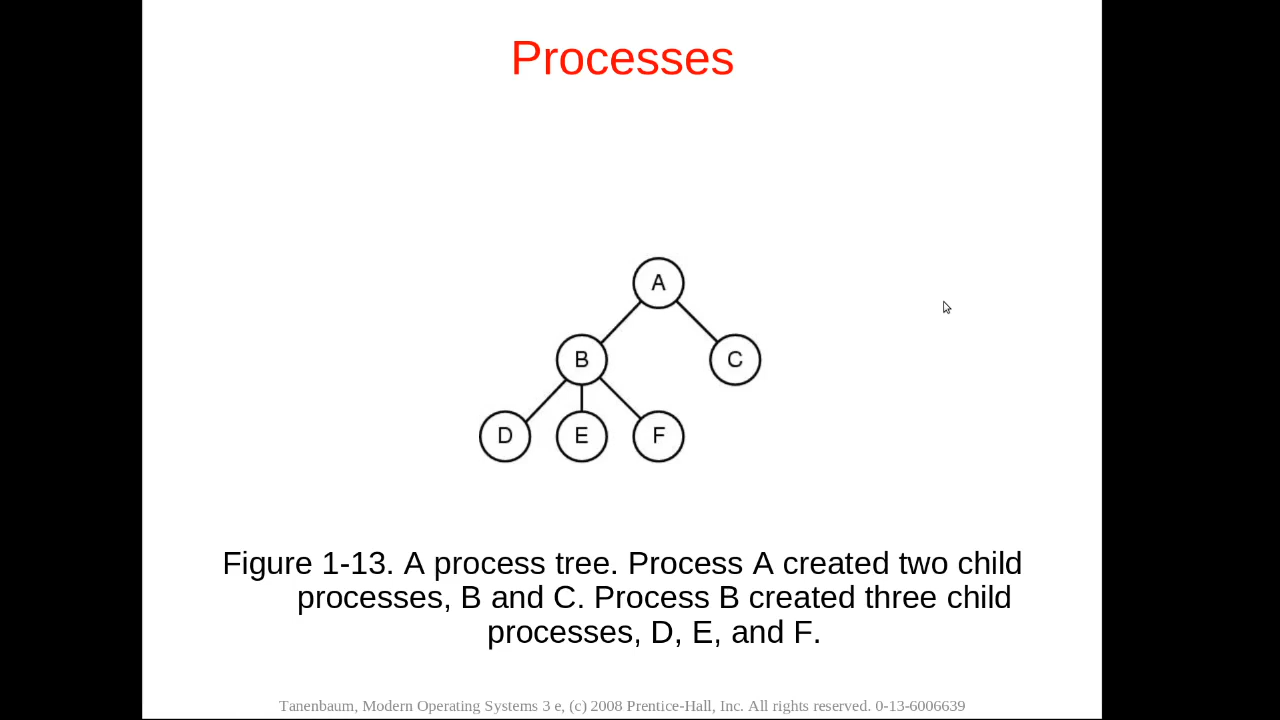 Processes
A
B
C
D
E
F
Figure 1-13. A process tree. Process A created two child
processes, B and C. Process B created three child
processes, D, E, and F.
Tanenbaum, Modern Operating Systems 3 e, (c) 2008 Prentice-Hall, Inc. All rights reserved. 0-13-6006639